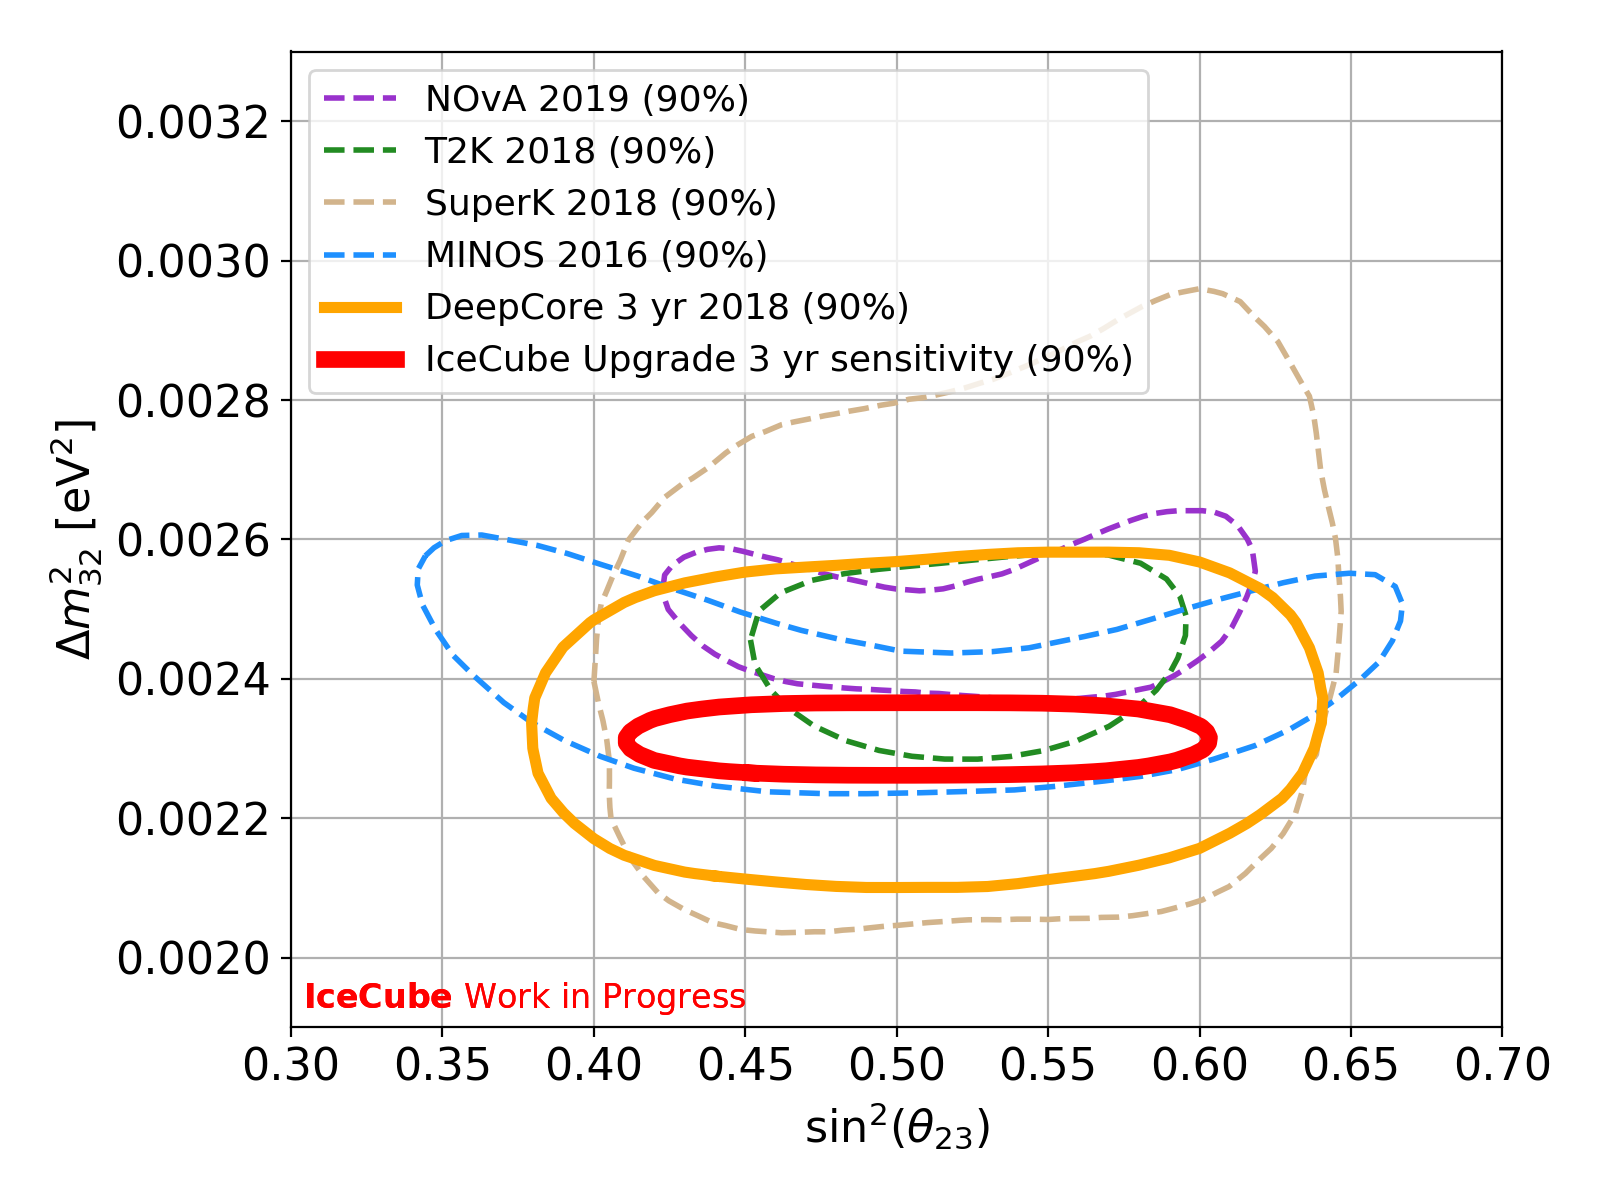 NOvA 2019 (90%)
T2K 2018 (90%)
SuperK 2018 (90%)
MINOS 2016 (90%)
DeepCore 3 yr 2018 (90%)
IceCube Upgrade 3 yr sensitivity (90%)
0.0032
0.0030
0.0028
0.0026
0.0024
0.0022
0.0020
Δm²₃₂ [eV²]
IceCube Work in Progress
0.30 0.35 0.40 0.45 0.50 0.55 0.60 0.65 0.70
sin²(θ₂₃)